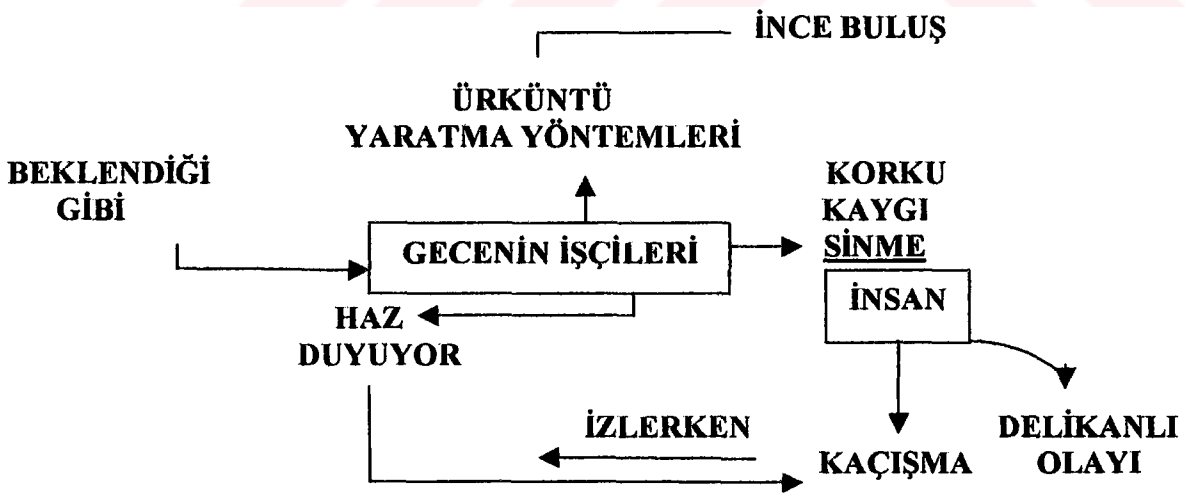 İNCE BULUŞ
ÜRKÜNTÜ
YARATMA YÖNTEMLERİ
BEKLENDİĞİ
GİBİ
KORKU
KAYGI
SİNME
GECENİN İŞÇİLERİ
İNSAN
HAZ
DUYUYOR
İZLERKEN
KAÇIŞMA
DELİKANLI
OLAYI